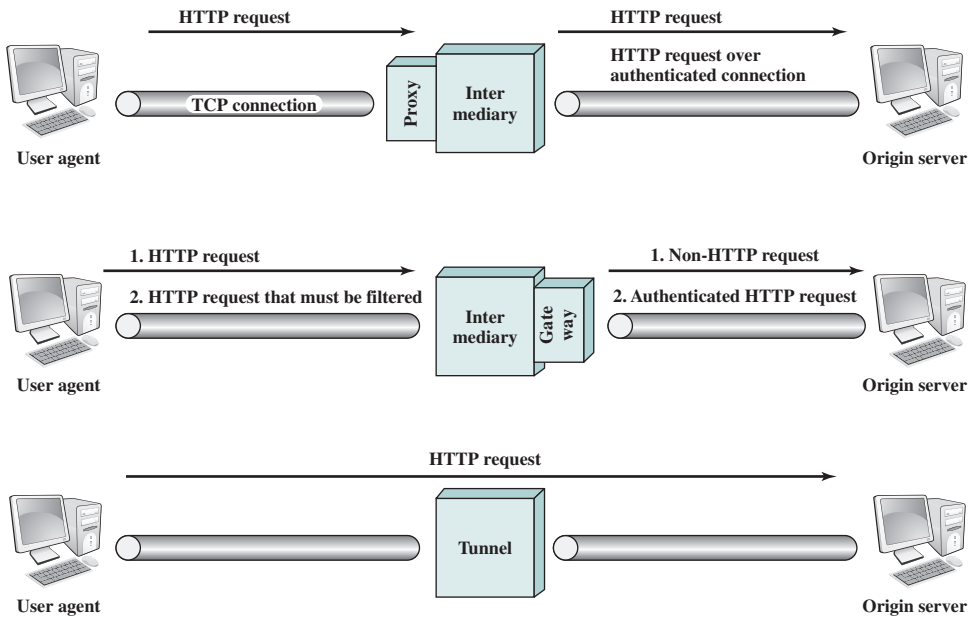 HTTP request
HTTP request
HTTP request over
authenticated connection
TCP connection
Proxy
Inter
mediary
User agent
Origin server
1. HTTP request
1. Non-HTTP request
2. HTTP request that must be filtered
2. Authenticated HTTP request
Inter
mediary
Gate
way
User agent
Origin server
HTTP request
Tunnel
User agent
Origin server